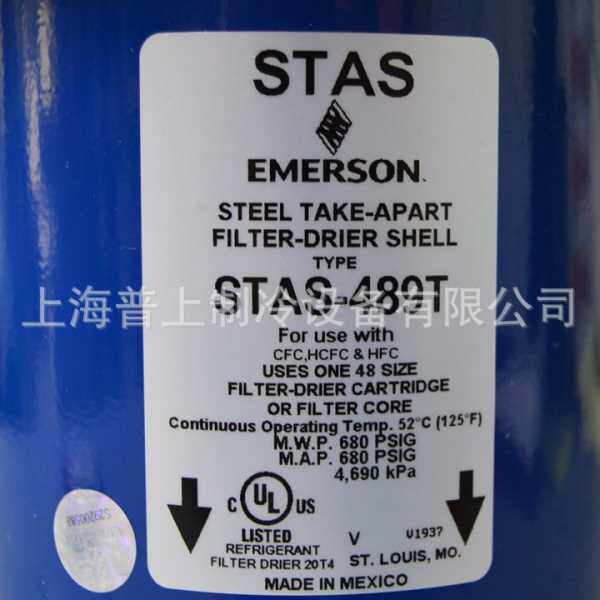 STAS
EMERSON.
STEEL TAKE-APART
FILTER-DRIER SHELL
TYPE
STAS-489T
上海普上制冷设备有限公司
For use with
CFC,HCFC & HFC
USES ONE 48 SIZE
FILTER-DRIER CARTRIDGE
OR FILTER CORE
Continuous Operating Temp. 52°C (125°F)
M.W.P. 680 PSIG
M.A.P. 680 PSIG
4,690 kPa
C UL US
LISTED
REFRIGERANT
FILTER DRIER 20T4
V V1937
ST. LOUIS, MO.
MADE IN MEXICO